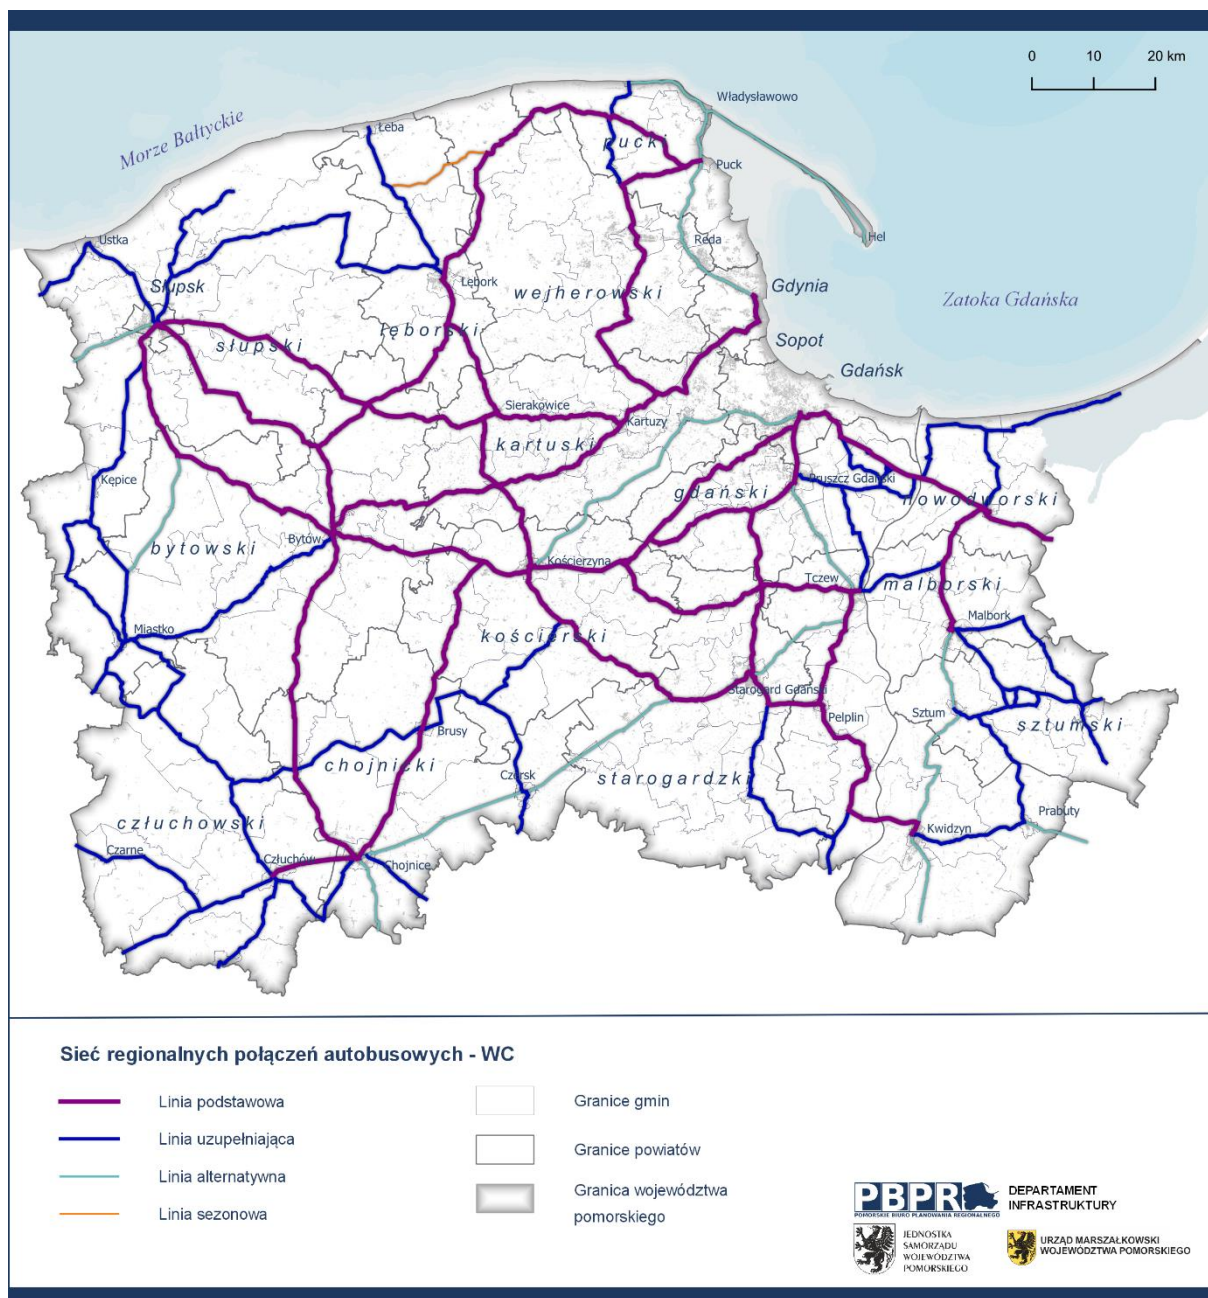 0 10 20 km
Władysławowo
Łeba
Morze Bałtyckie
pucki
Puck
Ustka
Reda
Hel
Słupsk
Lębork
wejherowski
Gdynia
Zatoka Gdańska
lęborski
słupski
Sopot
Gdańsk
Sierakowice
Kartuzy
kartuski
Kępice
Pruszcz Gdański
gdański
nowodworski
Bytów
bytowski
Kościerzyna
Tczew
malborski
Malbork
Miastko
kościerski
Starogard Gdański
Pelplin
Sztum
sztumski
Brusy
chojnicki
Czersk
starogardzki
Prabuty
człuchowski
Kwidzyn
Czarne
Człuchów
Chojnice
Sieć regionalnych połączeń autobusowych - WC
Linia podstawowa
Linia uzupełniająca
Linia alternatywna
Linia sezonowa
Granice gmin
Granice powiatów
Granica województwa
pomorskiego
PBPR
POMORSKIE BIURO PLANOWANIA REGIONALNEGO
DEPARTAMENT
INFRASTRUKTURY
JEDNOSTKA
SAMORZĄDU
WOJEWÓDZTWA
POMORSKIEGO
URZĄD MARSZAŁKOWSKI
WOJEWÓDZTWA POMORSKIEGO